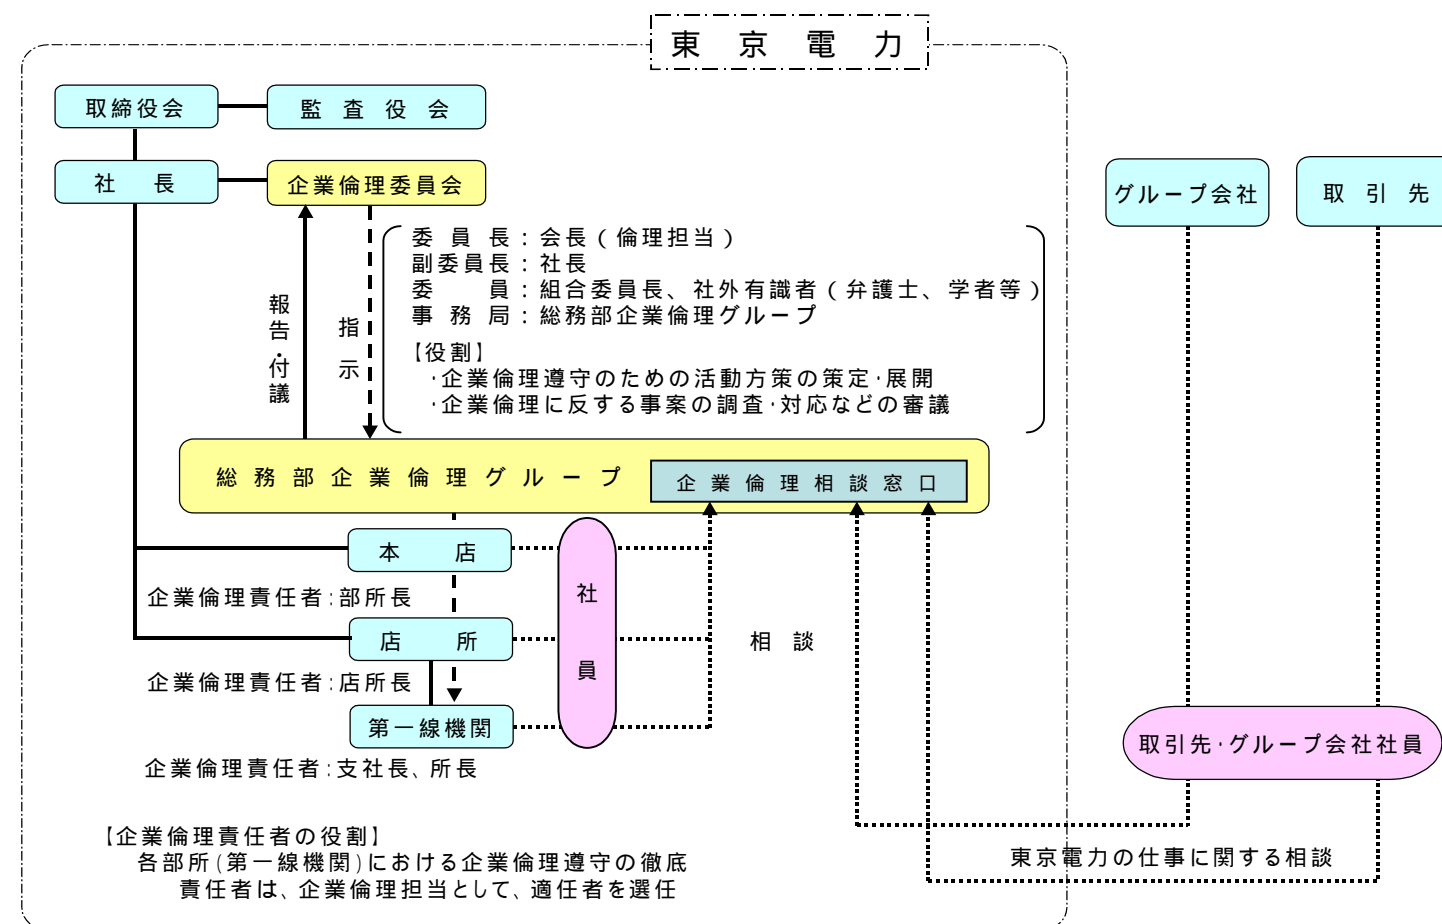 東京電力
取締役会
監査役会
社長
企業倫理委員会
グループ会社
取引先
報告・付議
指示
委員長：会長（倫理担当）
副委員長：社長
委員：組合委員長、社外有識者（弁護士、学者等）
事務局：総務部企業倫理グループ
【役割】
・企業倫理遵守のための活動方策の策定・展開
・企業倫理に反する事案の調査・対応などの審議
総務部企業倫理グループ
企業倫理相談窓口
本店
企業倫理責任者：部所長
店所
企業倫理責任者：店所長
第一線機関
企業倫理責任者：支社長、所長
社員
相談
取引先・グループ会社社員
東京電力の仕事に関する相談
【企業倫理責任者の役割】
各部所(第一線機関)における企業倫理遵守の徹底
責任者は、企業倫理担当として、適任者を選任